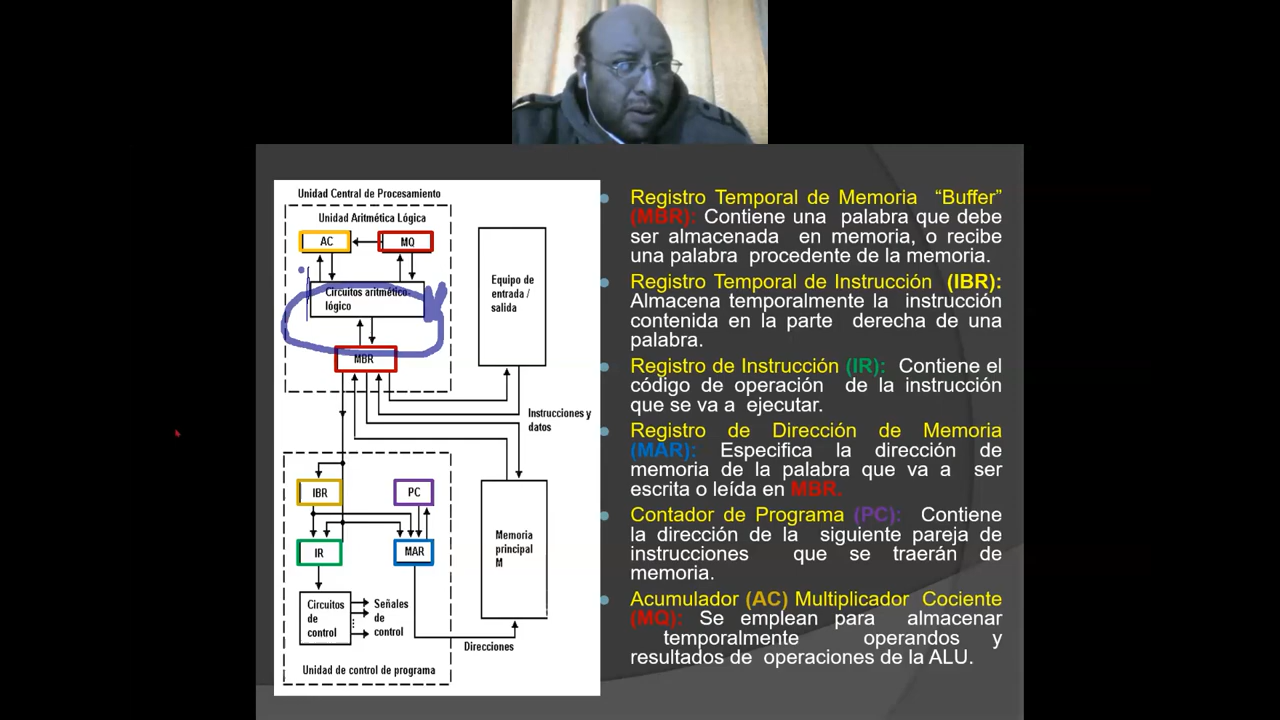 Unidad Central de Procesamiento
Unidad Aritmética Lógica
AC
MQ
Circuitos aritmético-
lógico
MBR
Equipo de
entrada /
salida
Instrucciones y
datos
IBR
PC
IR
MAR
Memoria
principal
M
Circuitos
de
control
Señales
de
control
Direcciones
Unidad de control de programa
Registro Temporal de Memoria “Buffer”
(MBR): Contiene una palabra que debe
ser almacenada en memoria, o recibe
una palabra procedente de la memoria.
Registro Temporal de Instrucción (IBR):
Almacena temporalmente la instrucción
contenida en la parte derecha de una
palabra.
Registro de Instrucción (IR): Contiene el
código de operación de la instrucción
que se va a ejecutar.
Registro de Dirección de Memoria
(MAR): Especifica la dirección de
memoria de la palabra que va a ser
escrita o leída en MBR.
Contador de Programa (PC): Contiene
la dirección de la siguiente pareja de
instrucciones que se traerán de
memoria.
Acumulador (AC) Multiplicador Cociente
(MQ): Se emplean para almacenar
temporalmente operandos y
resultados de operaciones de la ALU.